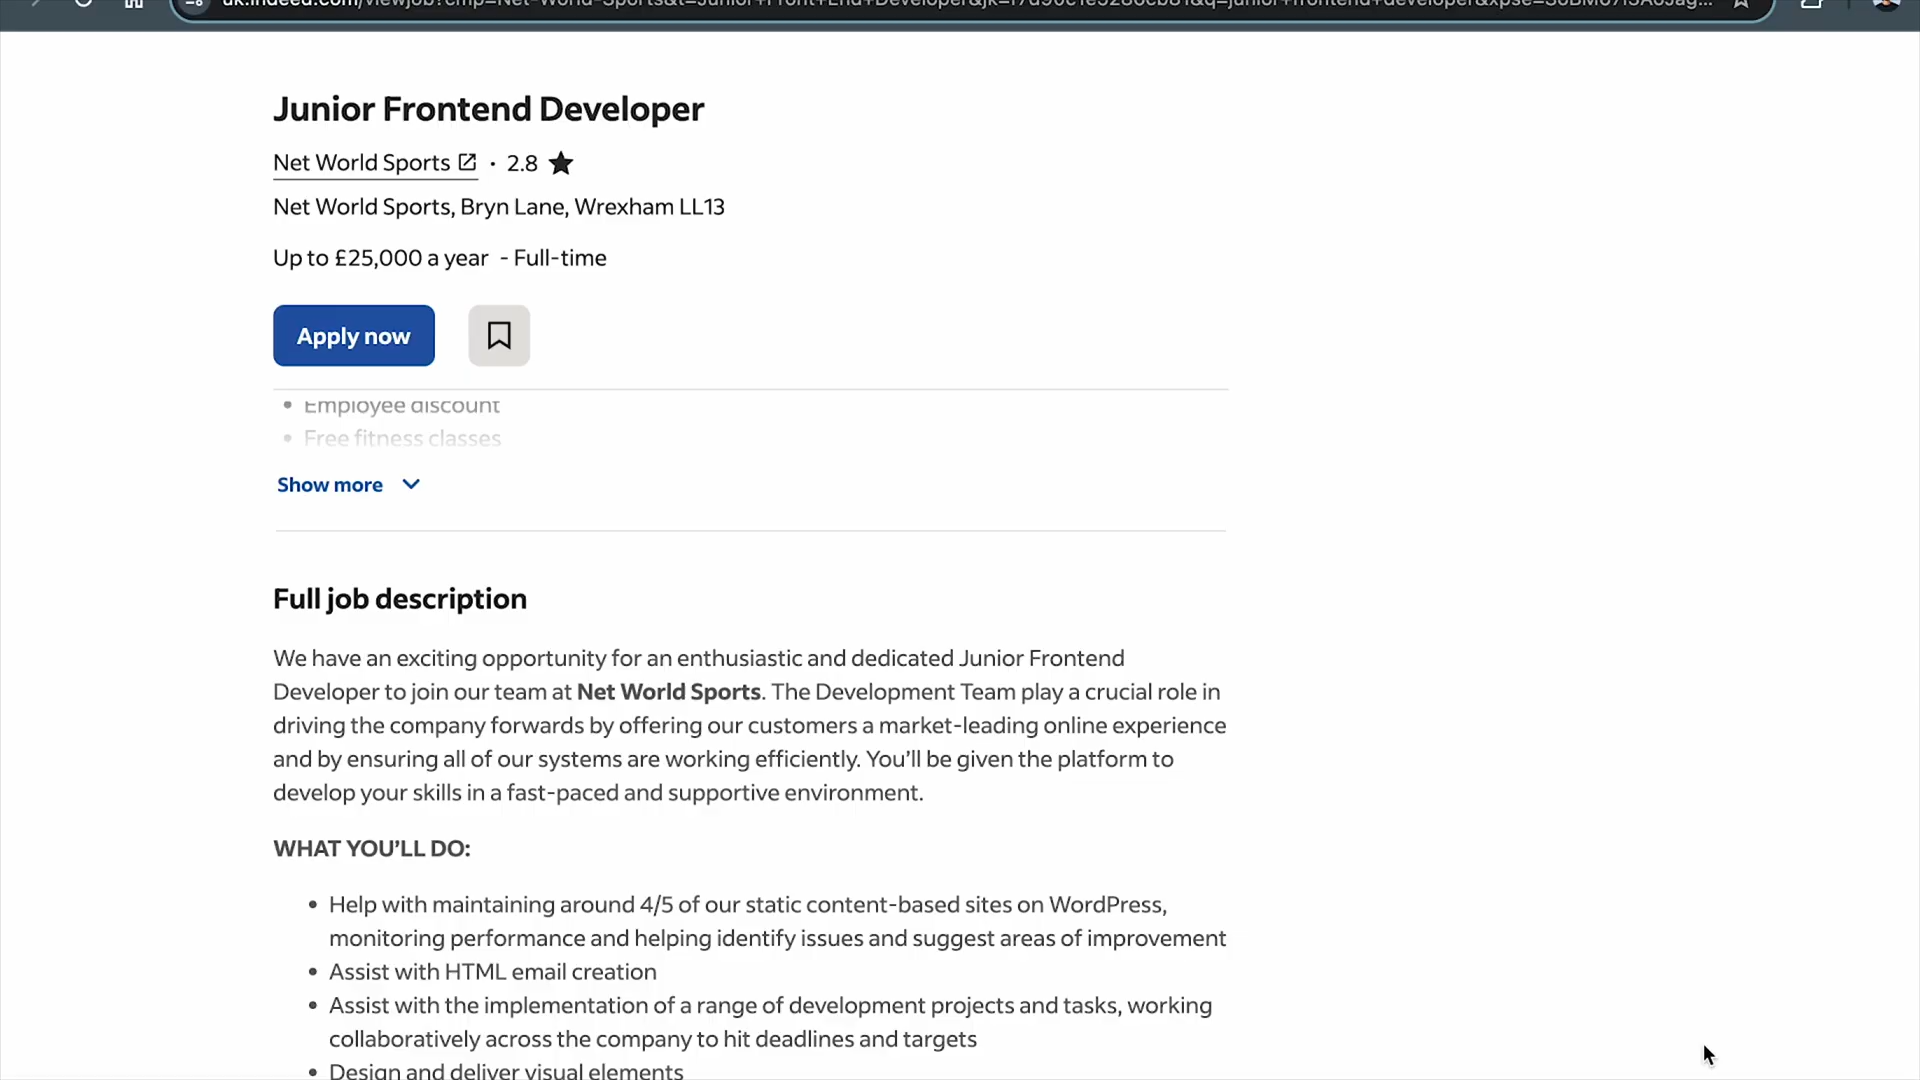 Junior Frontend Developer
Net World Sports · 2.8 ★
Net World Sports, Bryn Lane, Wrexham LL13
Up to £25,000 a year - Full-time
Apply now
• Employee discount
• Free fitness classes
Show more
Full job description
We have an exciting opportunity for an enthusiastic and dedicated Junior Frontend
Developer to join our team at Net World Sports. The Development Team play a crucial role in
driving the company forwards by offering our customers a market-leading online experience
and by ensuring all of our systems are working efficiently. You’ll be given the platform to
develop your skills in a fast-paced and supportive environment.
WHAT YOU’LL DO:
• Help with maintaining around 4/5 of our static content-based sites on WordPress,
monitoring performance and helping identify issues and suggest areas of improvement
• Assist with HTML email creation
• Assist with the implementation of a range of development projects and tasks, working
collaboratively across the company to hit deadlines and targets
• Design and deliver visual elements